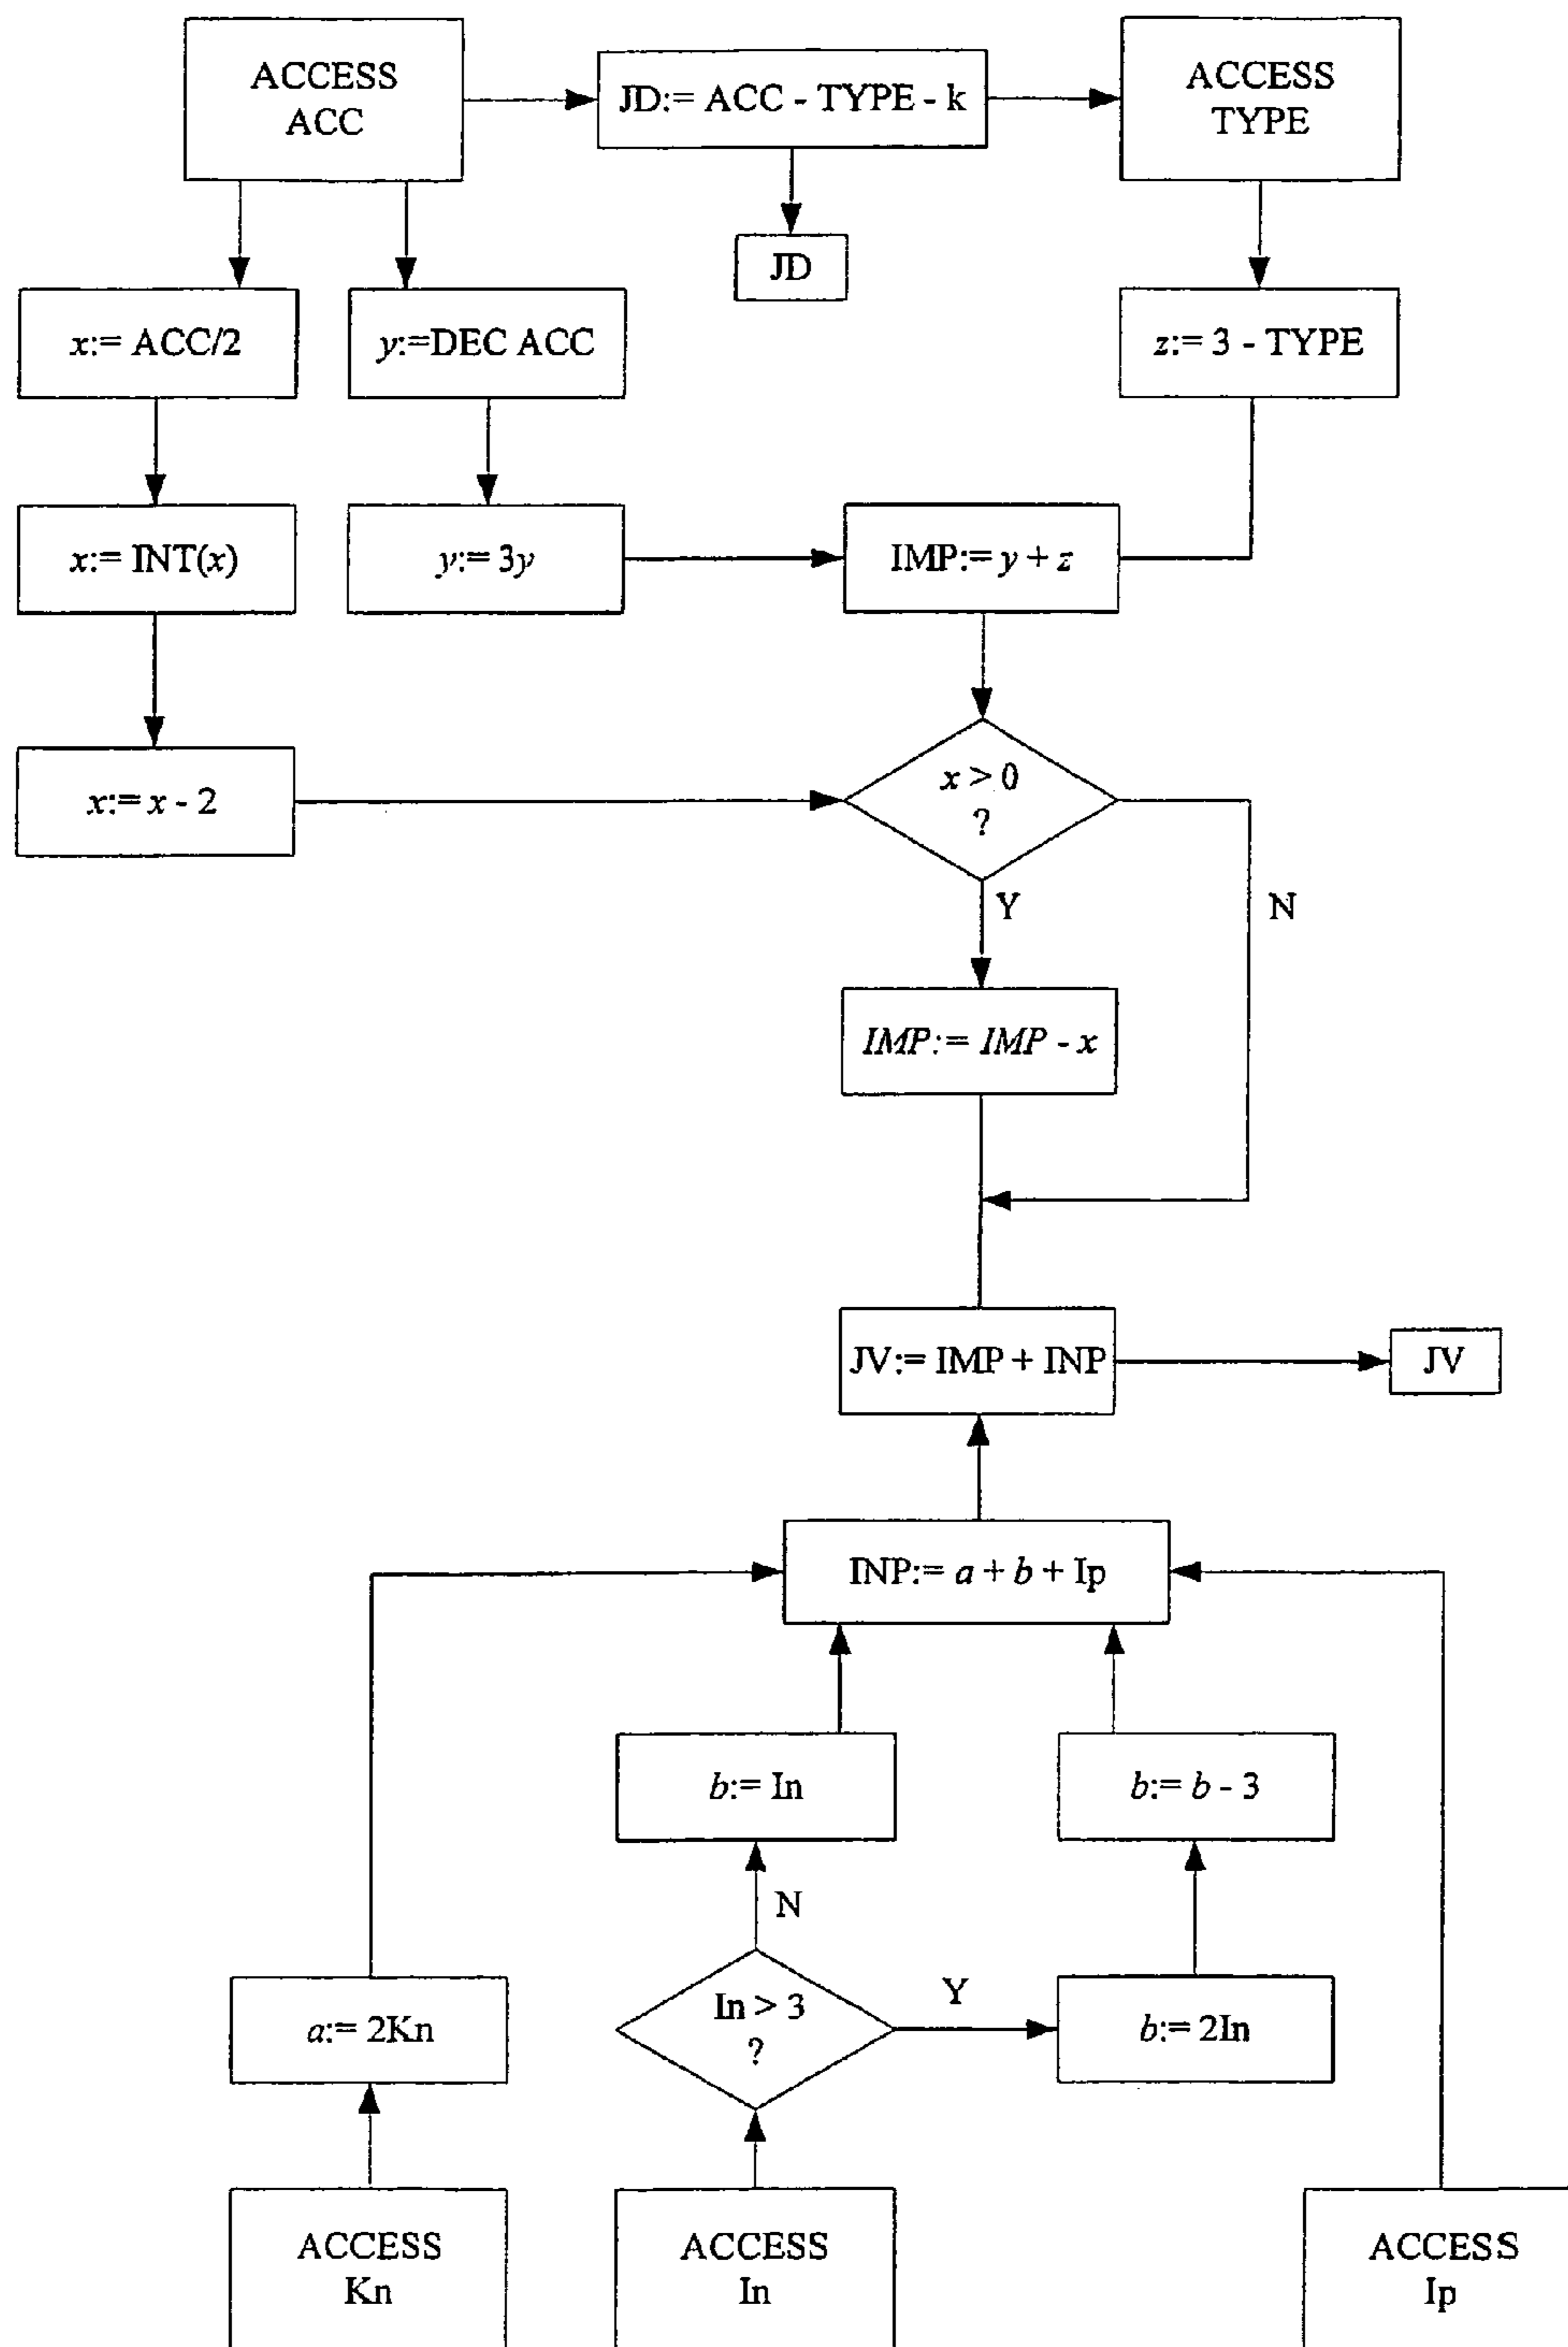 ACCESS
ACC
JD:= ACC - TYPE - k
ACCESS
TYPE
JD
x:= ACC/2
y:=DEC ACC
z:= 3 - TYPE
x:= INT(x)
y:= 3y
IMP:= y + z
x:= x - 2
x > 0
?
Y
N
IMP:= IMP - x
JV:= IMP + INP
JV
INP:= a + b + Ip
b:= In
b:= b - 3
N
a:= 2Kn
In > 3
?
Y
b:= 2In
ACCESS
Kn
ACCESS
In
ACCESS
Ip